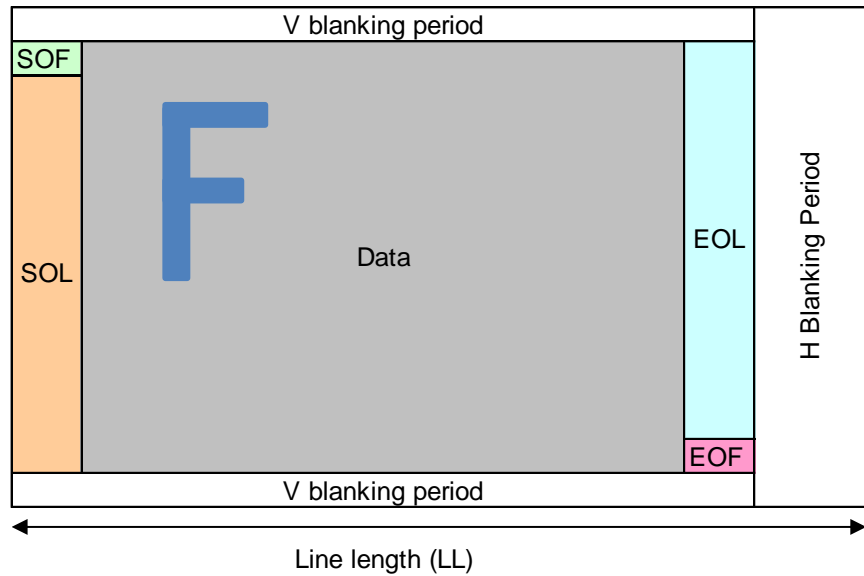 V blanking period
SOF
F
Data
EOL
SOL
H Blanking Period
EOF
V blanking period
Line length (LL)